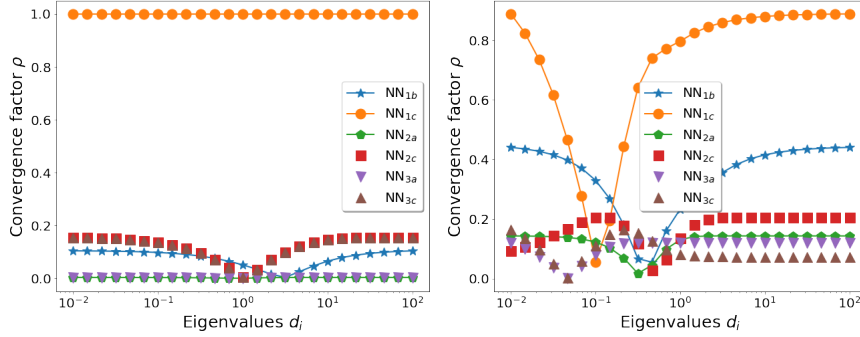 1.0
0.8
0.6
0.4
0.2
0.0
Convergence factor ρ
NN1b
NN1c
NN2a
NN2c
NN3a
NN3c
10⁻² 10⁻¹ 10⁰ 10¹ 10²
Eigenvalues dᵢ
0.8
0.6
0.4
0.2
0.0
Convergence factor ρ
NN1b
NN1c
NN2a
NN2c
NN3a
NN3c
10⁻² 10⁻¹ 10⁰ 10¹ 10²
Eigenvalues dᵢ